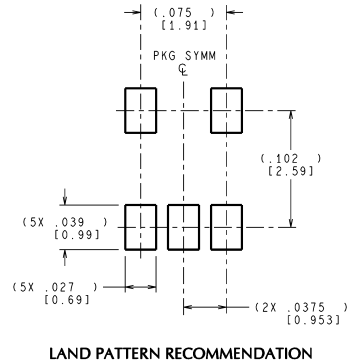 (.075 )
[1.91]
PKG SYMM
℄
(.102 )
[2.59]
(5X .039 )
[0.99]
(5X .027 )
[0.69]
(2X .0375 )
[0.953]
LAND PATTERN RECOMMENDATION